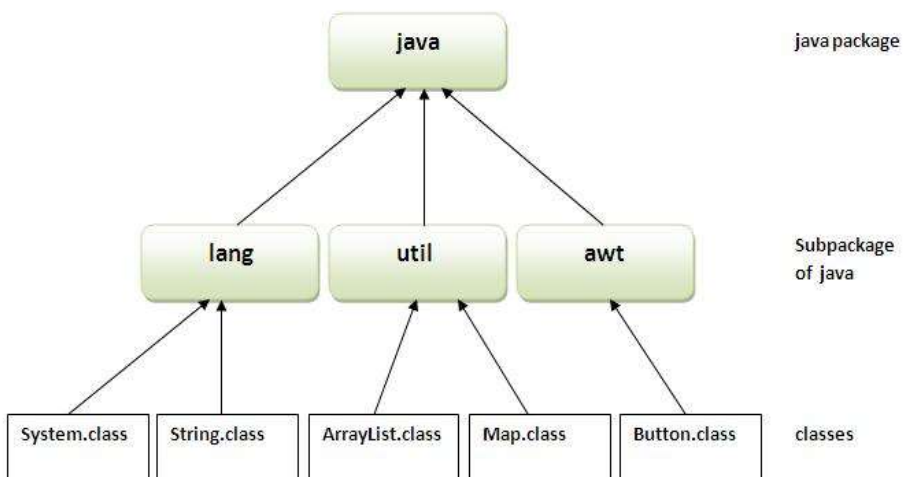 java
java package
lang
util
awt
Subpackage
of java
System.class
String.class
ArrayList.class
Map.class
Button.class
classes